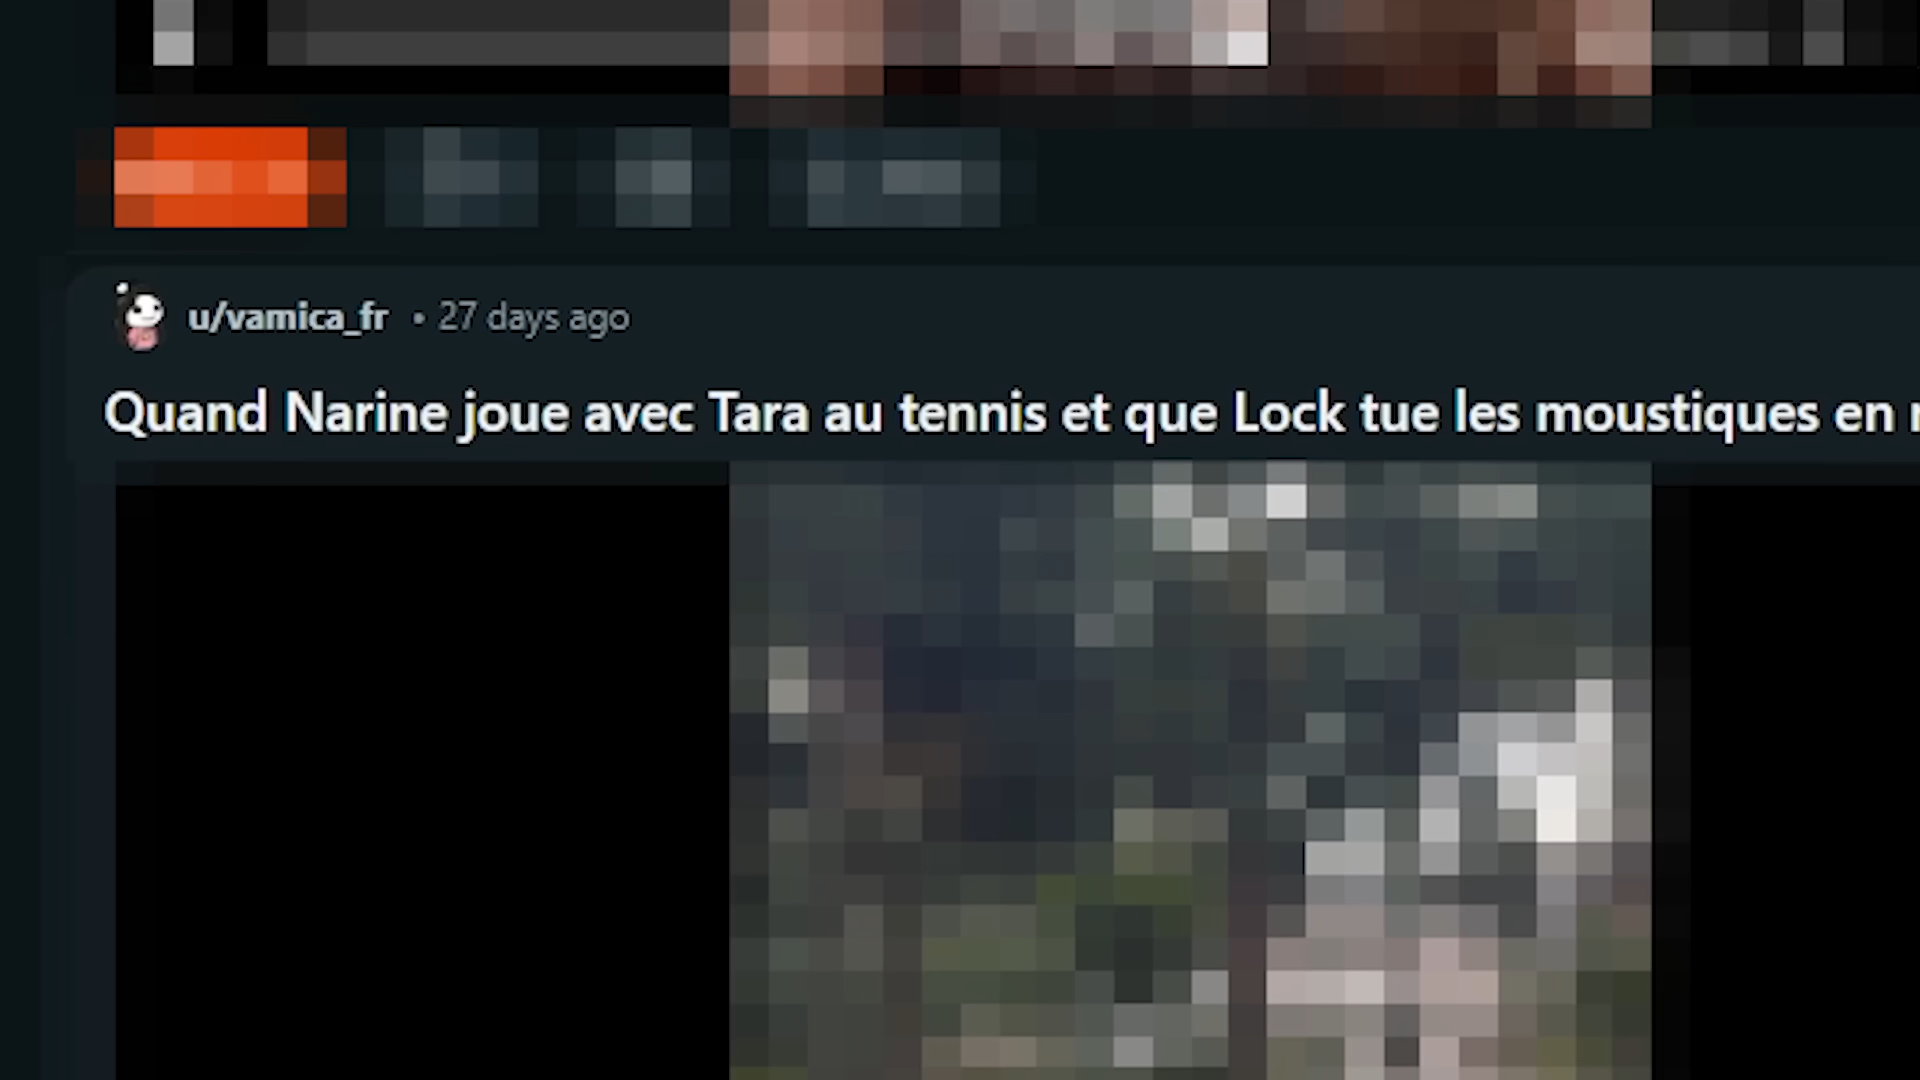 u/vamica_fr • 27 days ago
Quand Narine joue avec Tara au tennis et que Lock tue les moustiques en